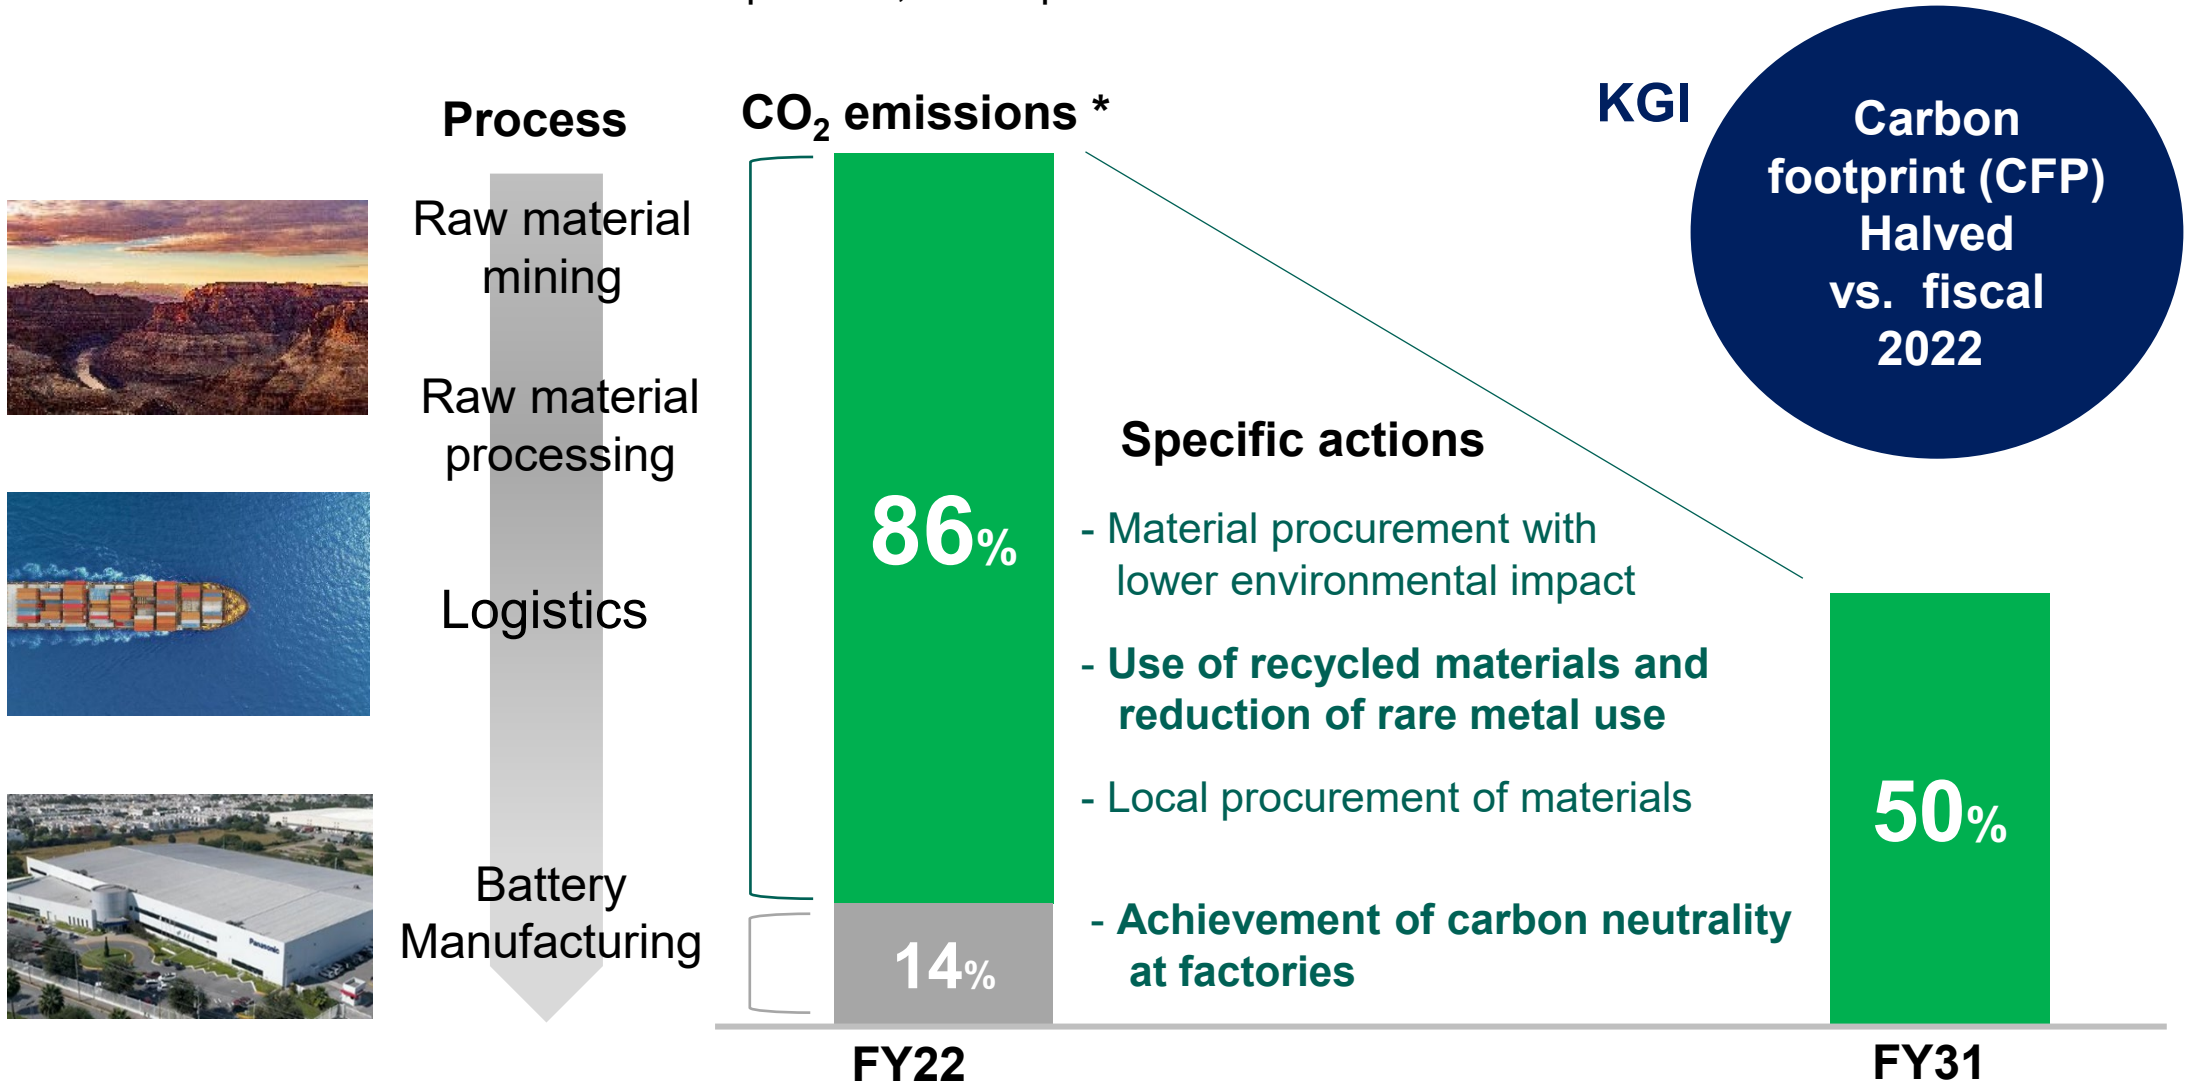 Process
CO₂ emissions *
KGI
Carbon
footprint (CFP)
Halved
vs. fiscal
2022
Raw material
mining
Raw material
processing
Logistics
Battery
Manufacturing
86%
14%
Specific actions
- Material procurement with
lower environmental impact
- Use of recycled materials and
reduction of rare metal use
- Local procurement of materials
- Achievement of carbon neutrality
at factories
50%
FY22
FY31
Panasonic